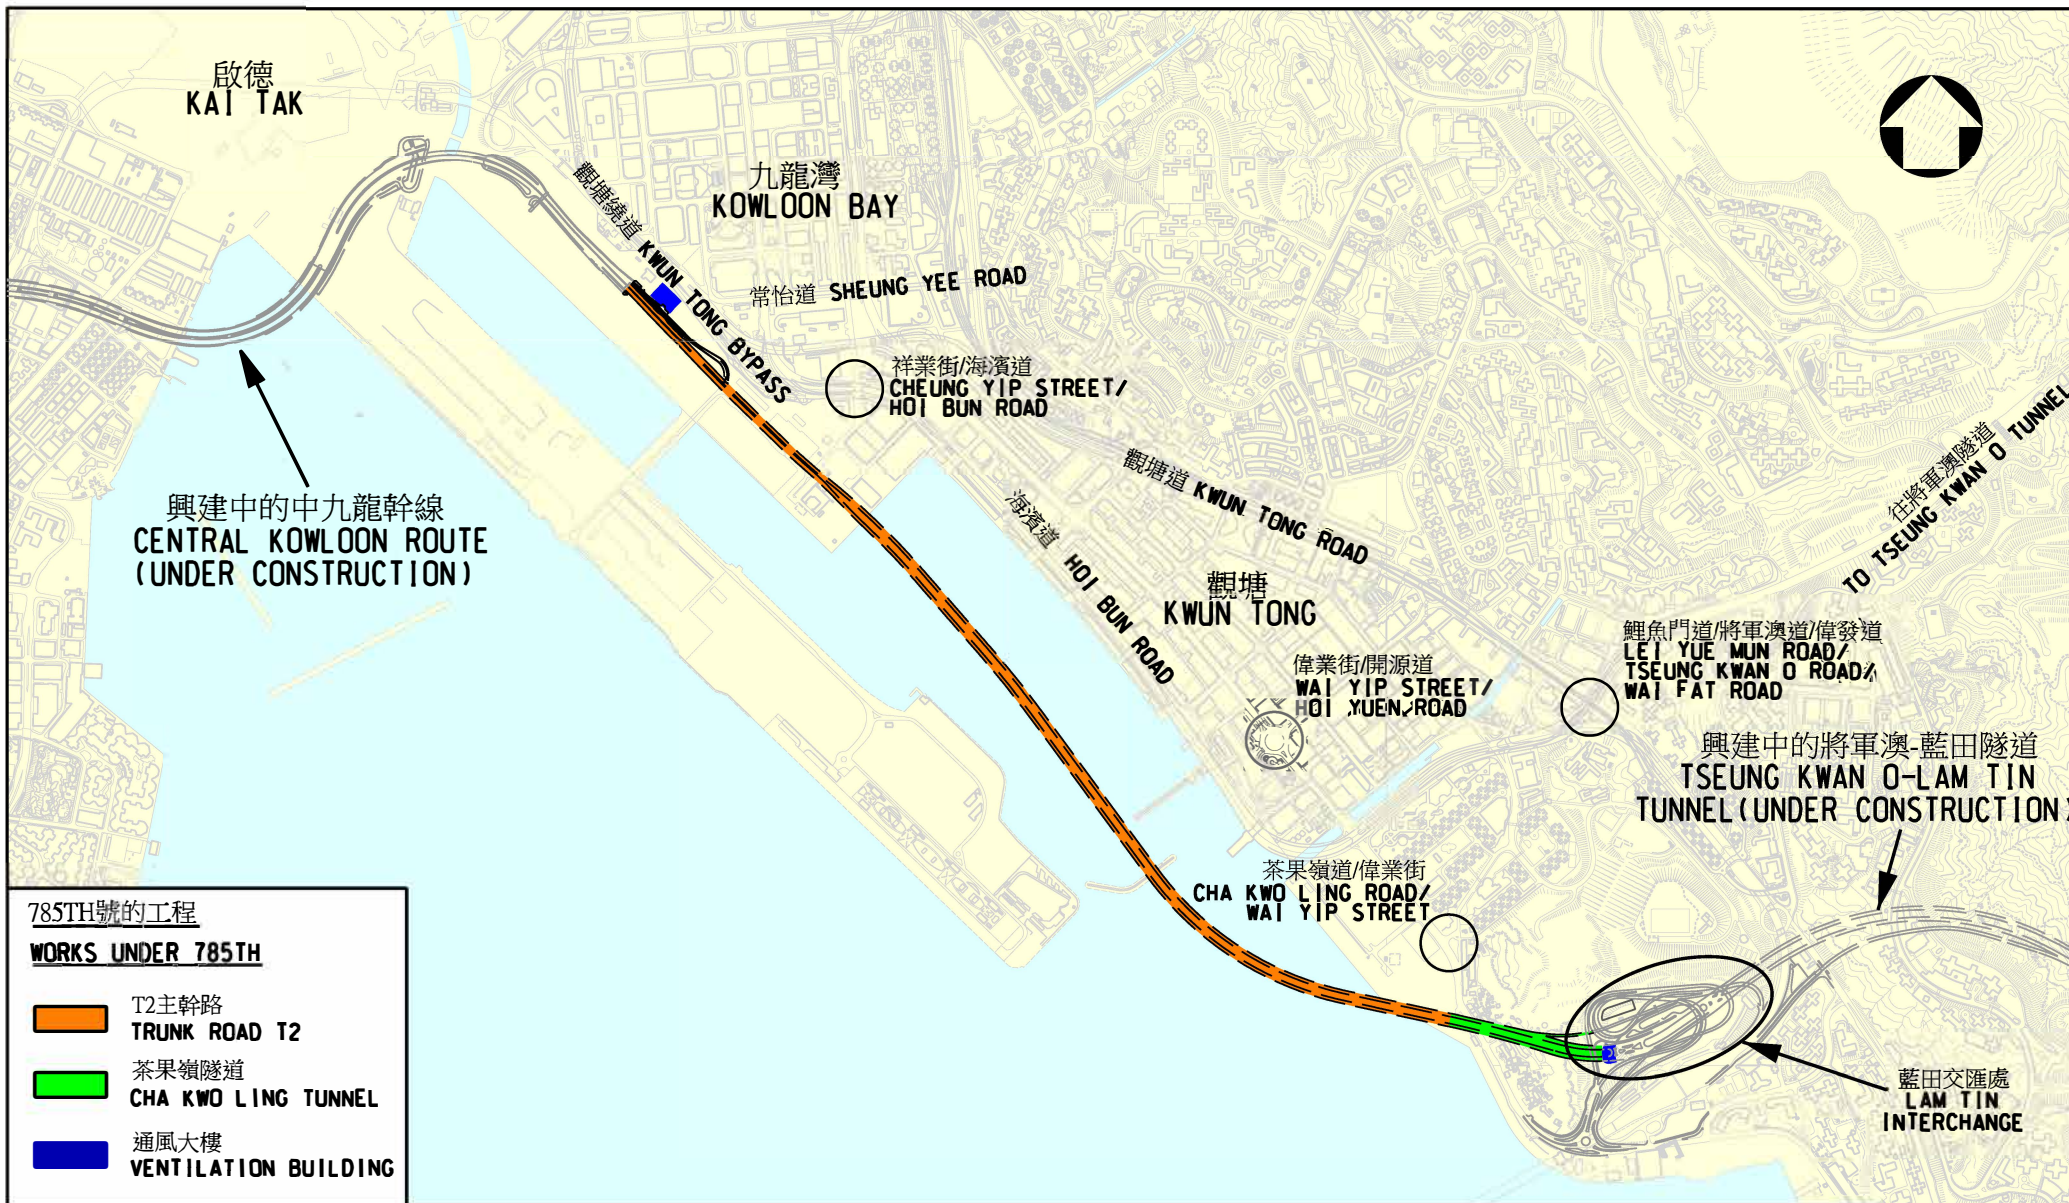 啟德
KAI TAK
九龍灣
KOWLOON BAY
觀塘繞道 KWUN TONG BYPASS
常怡道 SHEUNG YEE ROAD
祥業街/海濱道
CHEUNG YIP STREET/
HOI BUN ROAD
觀塘道 KWUN TONG ROAD
往將軍澳隧道
TO TSEUNG KWAN O TUNNEL
興建中的中九龍幹線
CENTRAL KOWLOON ROUTE
(UNDER CONSTRUCTION)
海濱道 HOI BUN ROAD
觀塘
KWUN TONG
偉業街/開源道
WAI YIP STREET/
HOI YUEN ROAD
鯉魚門道/將軍澳道/偉發道
LEI YUE MUN ROAD/
TSEUNG KWAN O ROAD/
WAI FAT ROAD
興建中的將軍澳-藍田隧道
TSEUNG KWAN O-LAM TIN
TUNNEL(UNDER CONSTRUCTION)
茶果嶺道/偉業街
CHA KWO LING ROAD/
WAI YIP STREET
藍田交匯處
LAM TIN
INTERCHANGE
785TH號的工程
WORKS UNDER 785TH
T2主幹路
TRUNK ROAD T2
茶果嶺隧道
CHA KWO LING TUNNEL
通風大樓
VENTILATION BUILDING